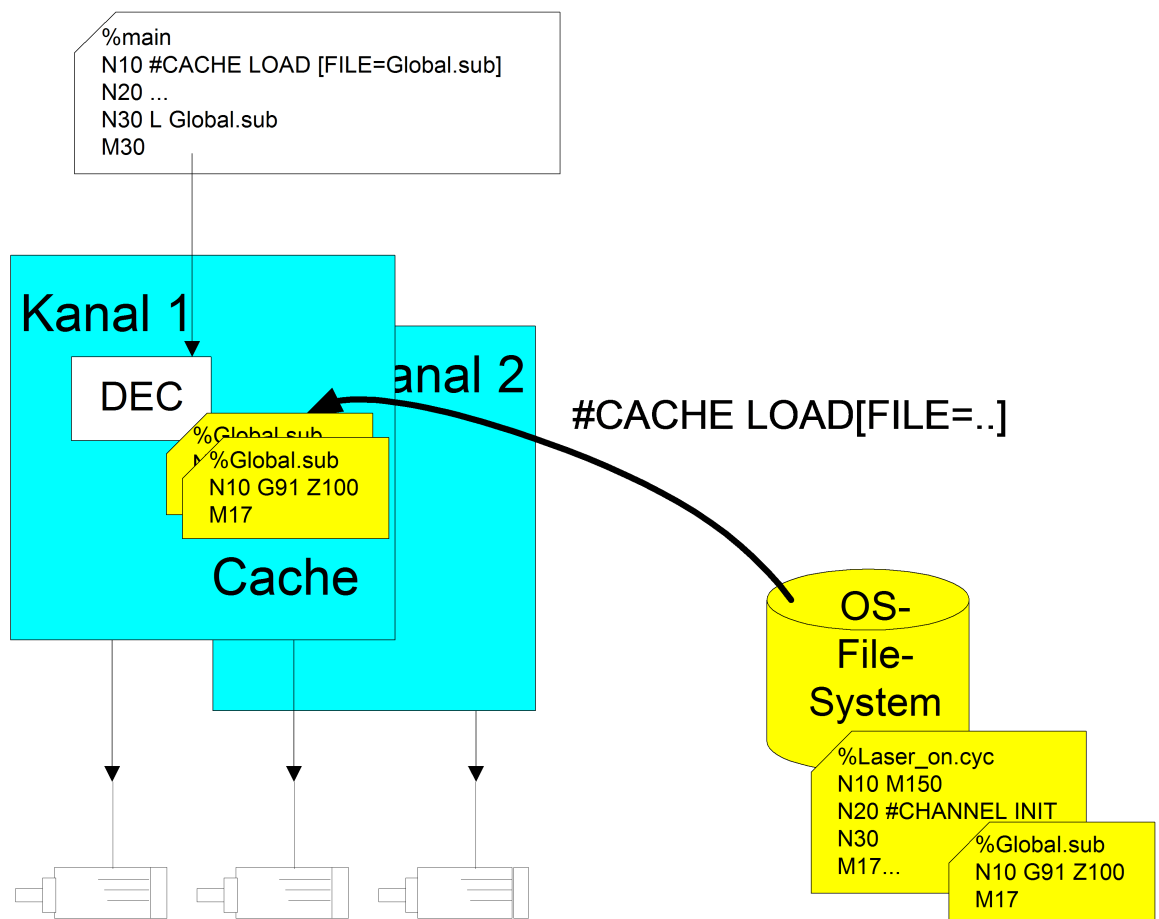 %main
N10 #CACHE LOAD [FILE=Global.sub]
N20 ...
N30 L Global.sub
M30
Kanal 1
anal 2
DEC
#CACHE LOAD[FILE=..]
%Global.sub
%Global.sub
N10 G91 Z100
M17
Cache
OS-
File-
System
%Laser_on.cyc
N10 M150
N20 #CHANNEL INIT
N30
M17...
%Global.sub
N10 G91 Z100
M17